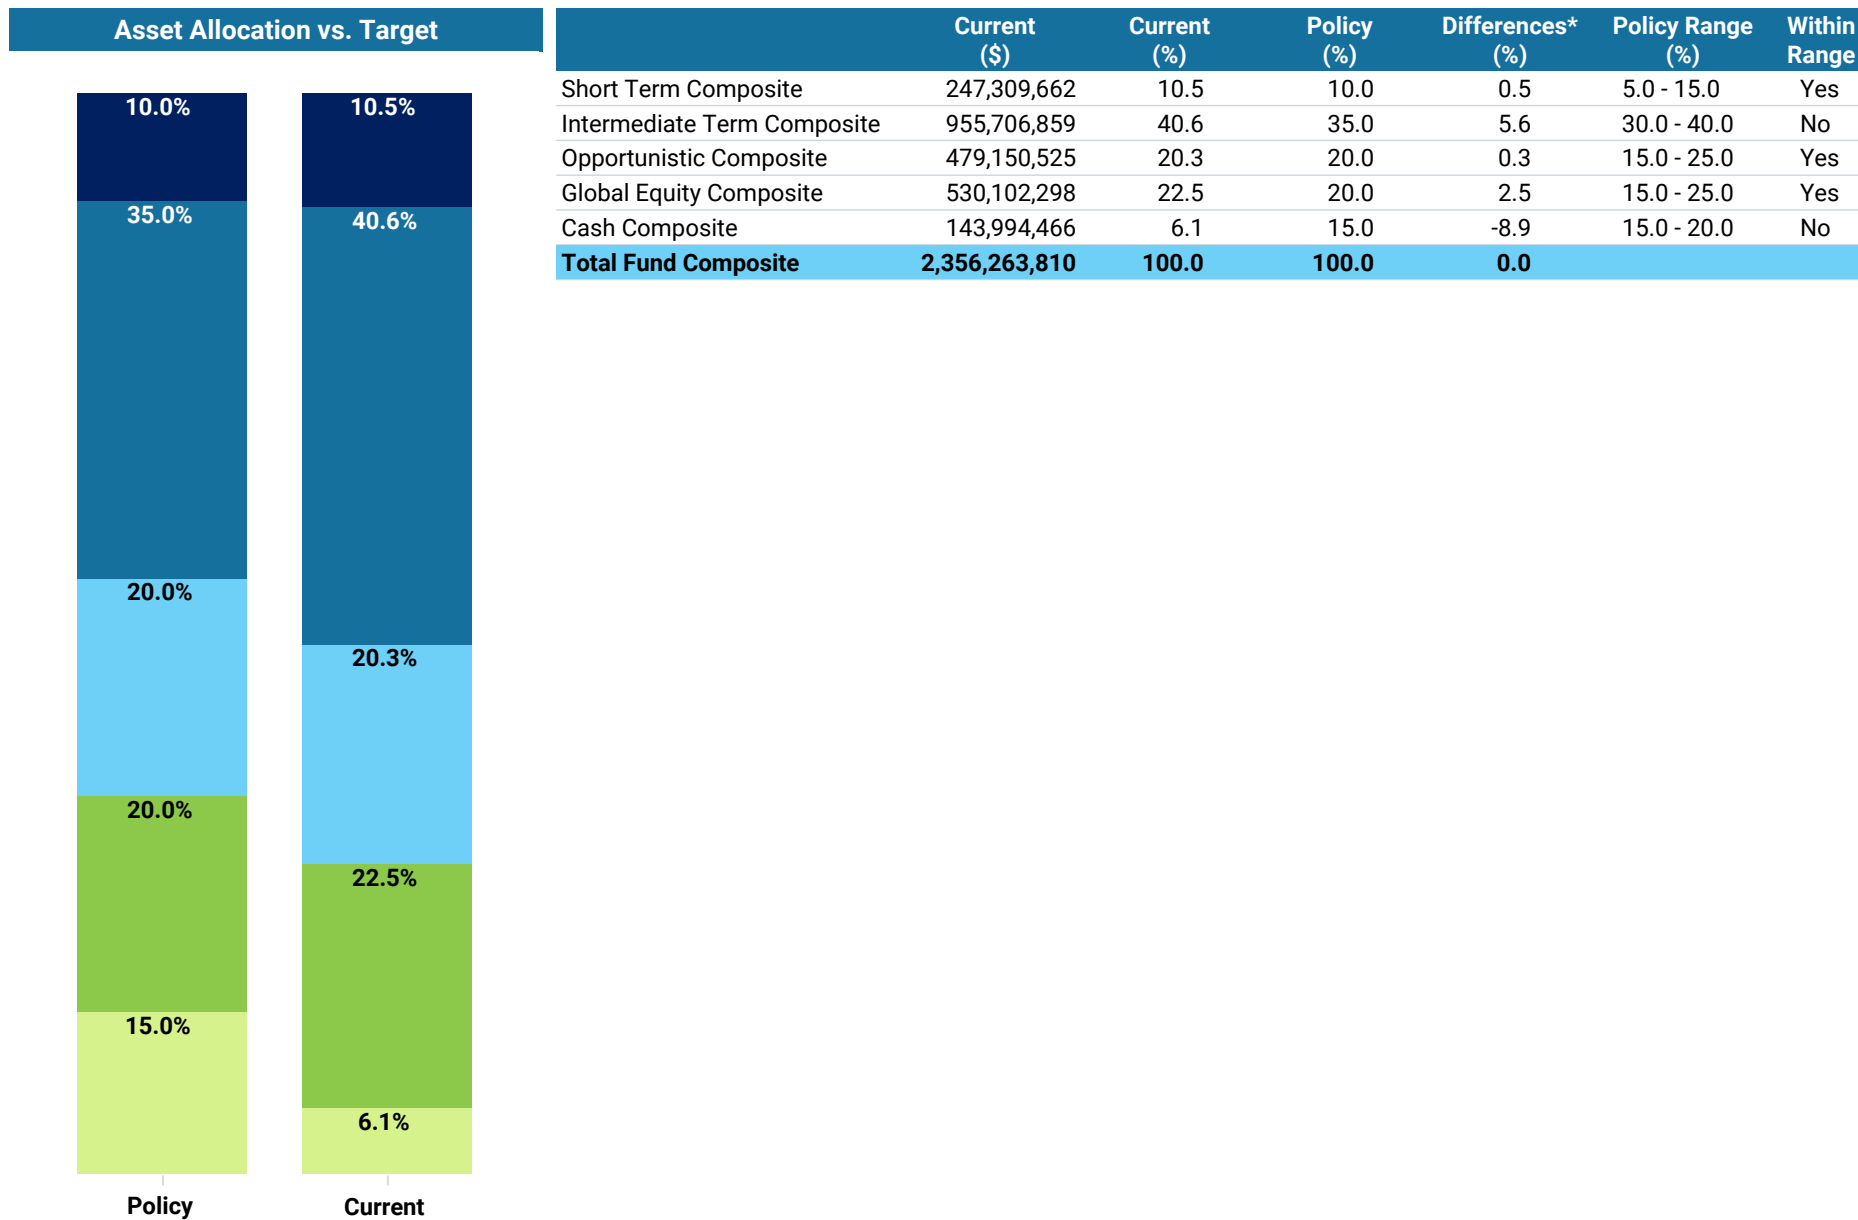 Asset Allocation vs. Target
10.0%
35.0%
20.0%
20.0%
15.0%
Policy
10.5%
40.6%
20.3%
22.5%
6.1%
Current
Current ($) Current (%) Policy (%) Differences* (%) Policy Range (%) Within Range
Short Term Composite 247,309,662 10.5 10.0 0.5 5.0 - 15.0 Yes
Intermediate Term Composite 955,706,859 40.6 35.0 5.6 30.0 - 40.0 No
Opportunistic Composite 479,150,525 20.3 20.0 0.3 15.0 - 25.0 Yes
Global Equity Composite 530,102,298 22.5 20.0 2.5 15.0 - 25.0 Yes
Cash Composite 143,994,466 6.1 15.0 -8.9 15.0 - 20.0 No
Total Fund Composite 2,356,263,810 100.0 100.0 0.0